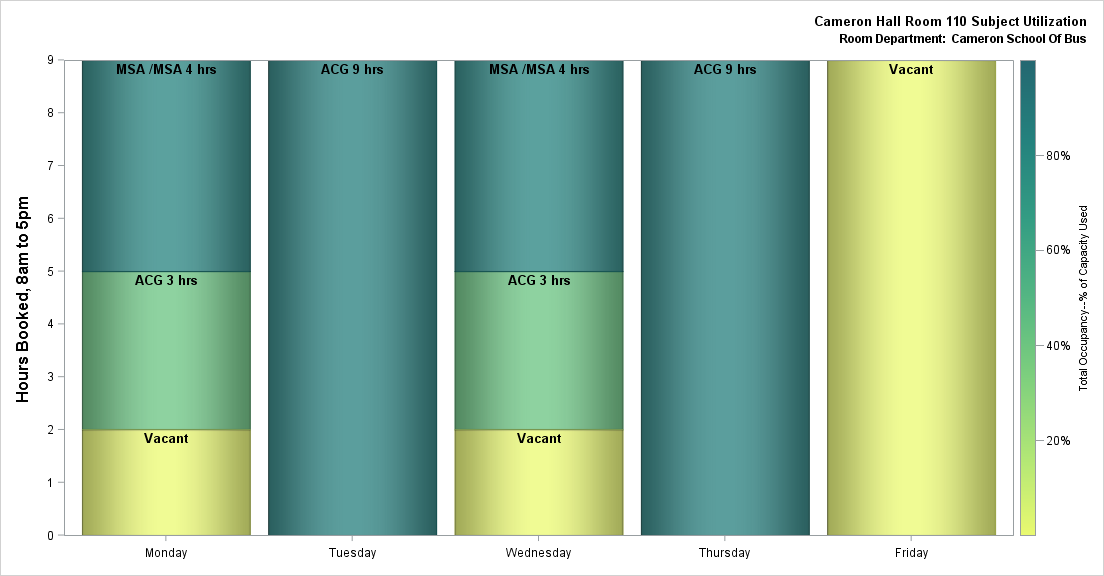 Cameron Hall Room 110 Subject Utilization
Room Department: Cameron School Of Bus
Hours Booked, 8am to 5pm
9
8
7
6
5
4
3
2
1
0
MSA /MSA 4 hrs
ACG 3 hrs
Vacant
ACG 9 hrs
MSA /MSA 4 hrs
ACG 3 hrs
Vacant
ACG 9 hrs
Vacant
Monday
Tuesday
Wednesday
Thursday
Friday
80%
60%
40%
20%
Total Occupancy--% of Capacity Used